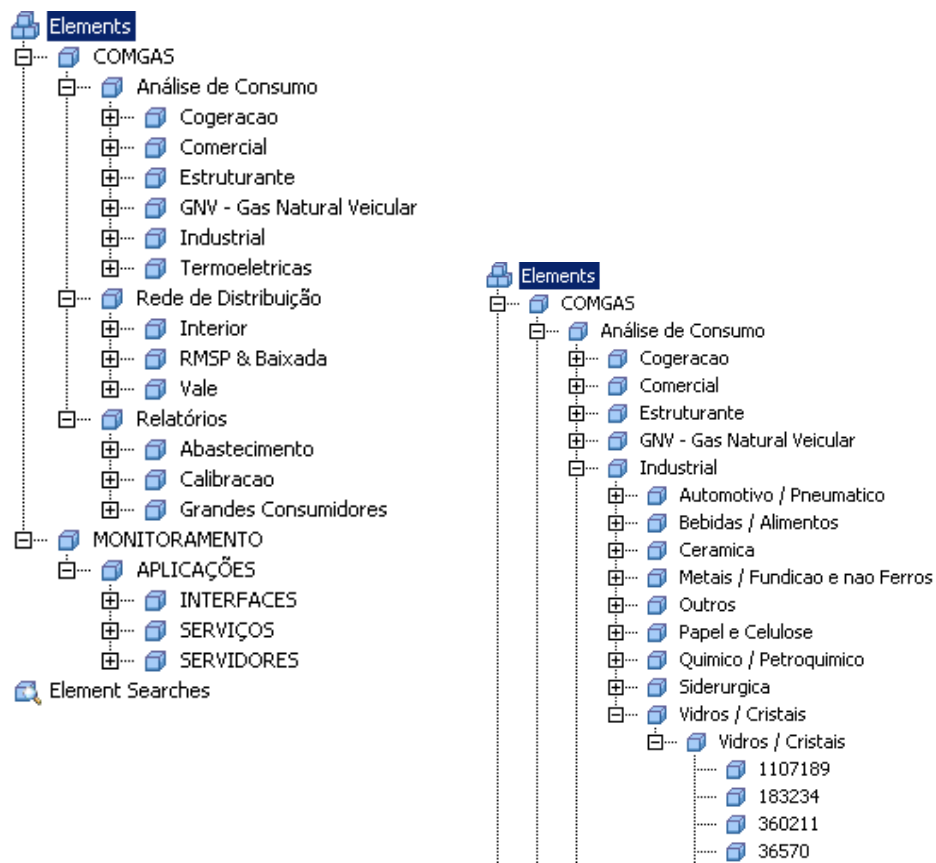 Elements
COMGAS
Análise de Consumo
Cogeracao
Comercial
Estruturante
GNV - Gas Natural Veicular
Industrial
Termoeletricas
Rede de Distribuição
Interior
RMSP & Baixada
Vale
Relatórios
Abastecimento
Calibracao
Grandes Consumidores
MONITORAMENTO
APLICAÇÕES
INTERFACES
SERVIÇOS
SERVIDORES
Element Searches
Elements
COMGAS
Análise de Consumo
Cogeracao
Comercial
Estruturante
GNV - Gas Natural Veicular
Industrial
Automotivo / Pneumatico
Bebidas / Alimentos
Ceramica
Metais / Fundicao e nao Ferros
Outros
Papel e Celulose
Quimico / Petroquimico
Siderurgica
Vidros / Cristais
Vidros / Cristais
1107189
183234
360211
36570